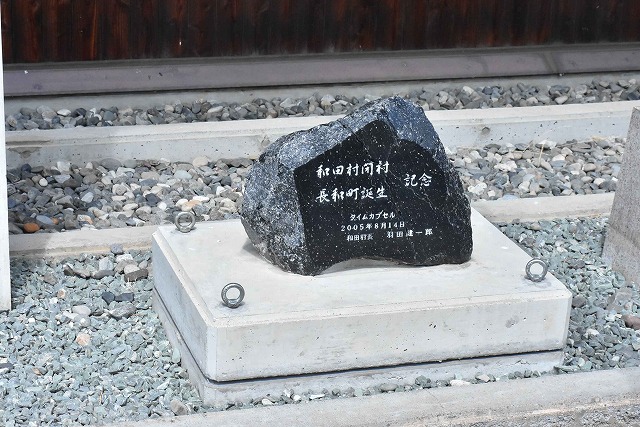 和田村閉村
長和町誕生 記念
タイムカプセル
2005年8月14日
和田村長 羽田健一郎